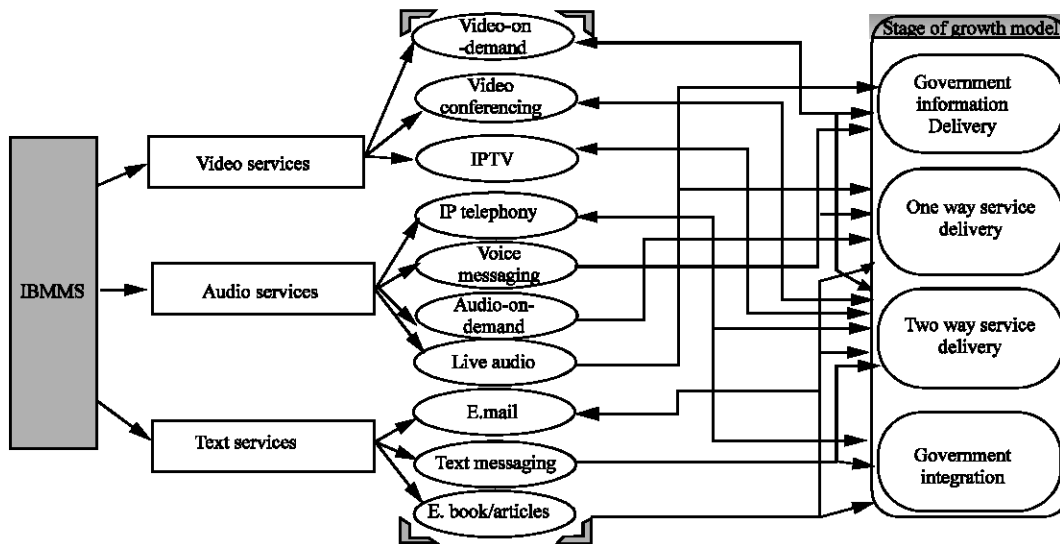 Stage of growth model
Video-on
-demand
Video
conferencing
IPTV
IP telephony
Voice
messaging
Audio-on-
demand
Live audio
E.mail
Text messaging
E. book/articles
Video services
Audio services
Text services
IBMMS
Government
information
Delivery
One way service
delivery
Two way service
delivery
Government
integration